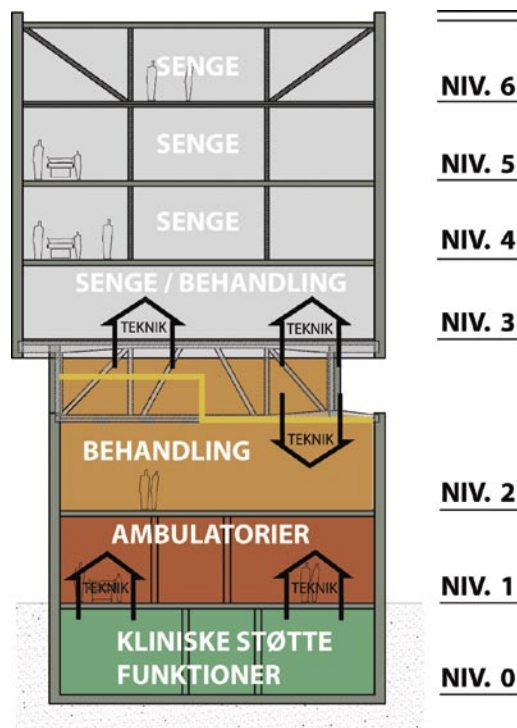 SENGE
NIV. 6
SENGE
NIV. 5
SENGE
NIV. 4
SENGE / BEHANDLING
TEKNIK
TEKNIK
NIV. 3
TEKNIK
BEHANDLING
NIV. 2
AMBULATORIER
TEKNIK
TEKNIK
NIV. 1
KLINISKE STØTTE
FUNKTIONER
NIV. 0